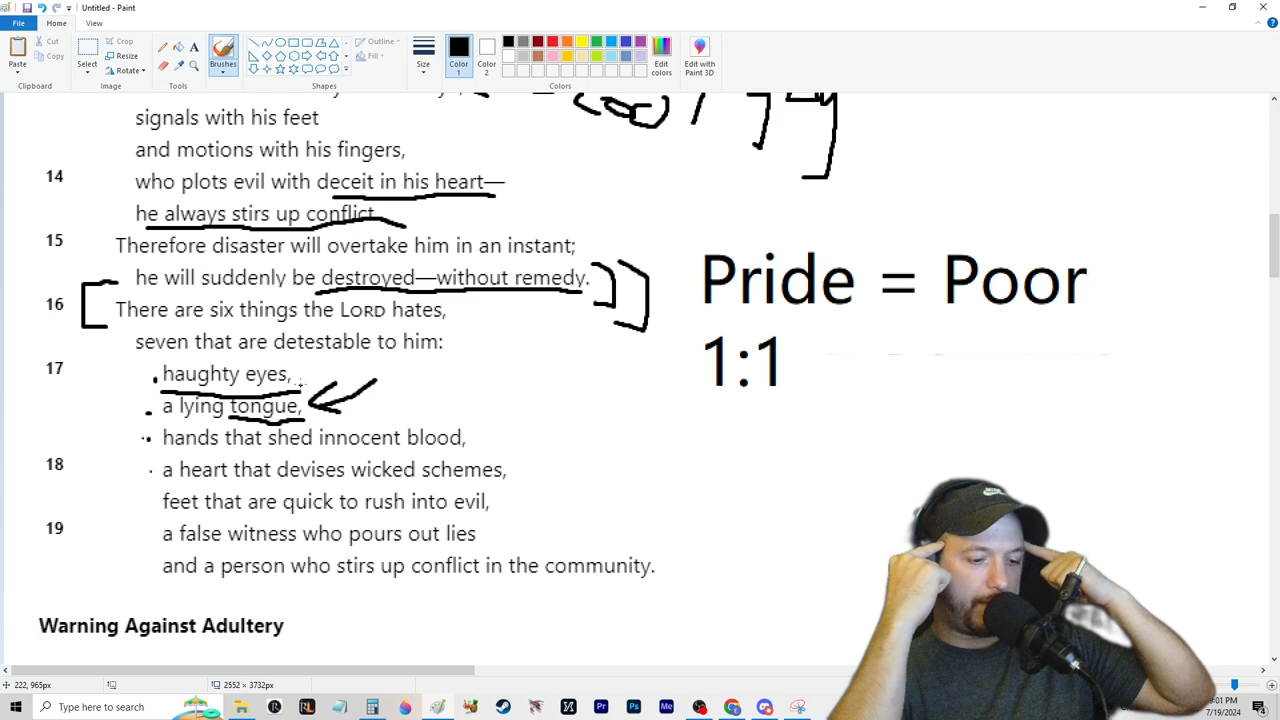 Untitled - Paint
File
Home
View
Paste
Cut
Copy
Clipboard
Select
Crop
Resize
Rotate
Image
Tools
Brushes
Shapes
Outline
Fill
Size
Color 1
Color 2
Colors
Edit colors
Edit with Paint 3D
signals with his feet
and motions with his fingers,
14 who plots evil with deceit in his heart—
he always stirs up conflict.
15 Therefore disaster will overtake him in an instant;
he will suddenly be destroyed—without remedy.
16 There are six things the LORD hates,
seven that are detestable to him:
17 haughty eyes,
a lying tongue,
hands that shed innocent blood,
18 a heart that devises wicked schemes,
feet that are quick to rush into evil,
19 a false witness who pours out lies
and a person who stirs up conflict in the community.
Warning Against Adultery
Pride = Poor
1:1
222, 965px
2552 × 3732px
Type here to search
7/19/2024